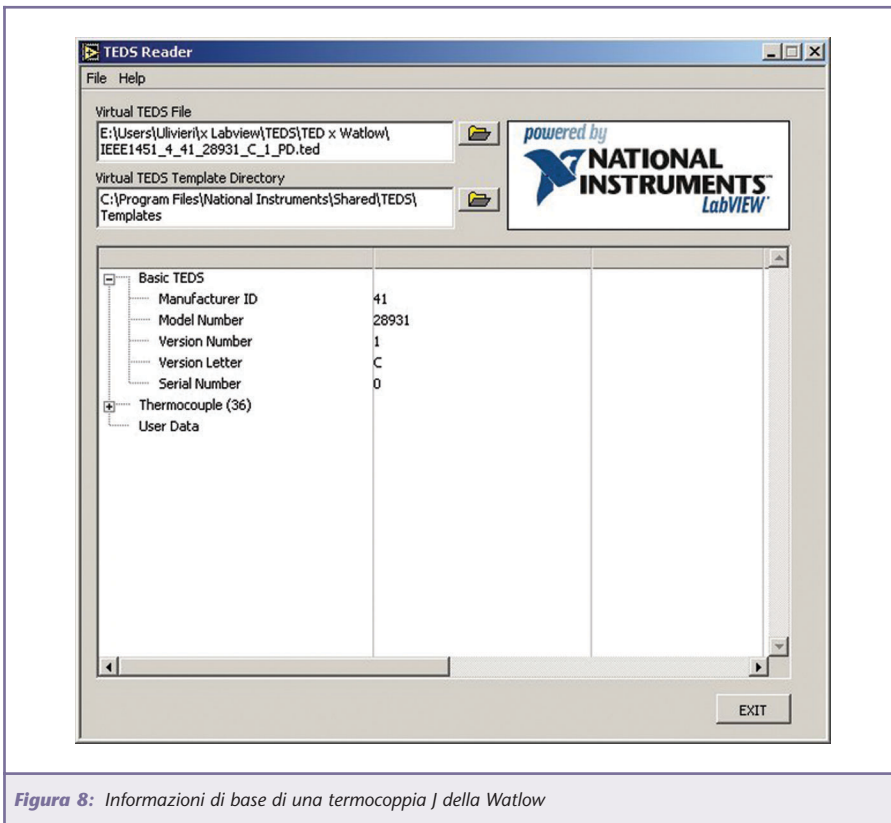 TEDS Reader
File Help
Virtual TEDS File
E:\Users\Ulivieri\x Labview\TEDS\TED x Watlow\
IEEE1451_4_41_28931_C_1_PD.ted
Virtual TEDS Template Directory
C:\Program Files\National Instruments\Shared\TEDS\
Templates
powered by
NATIONAL
INSTRUMENTS
LabVIEW
Basic TEDS
Manufacturer ID 41
Model Number 28931
Version Number 1
Version Letter C
Serial Number 0
Thermocouple (36)
User Data
EXIT
Figura 8: Informazioni di base di una termocoppia J della Watlow